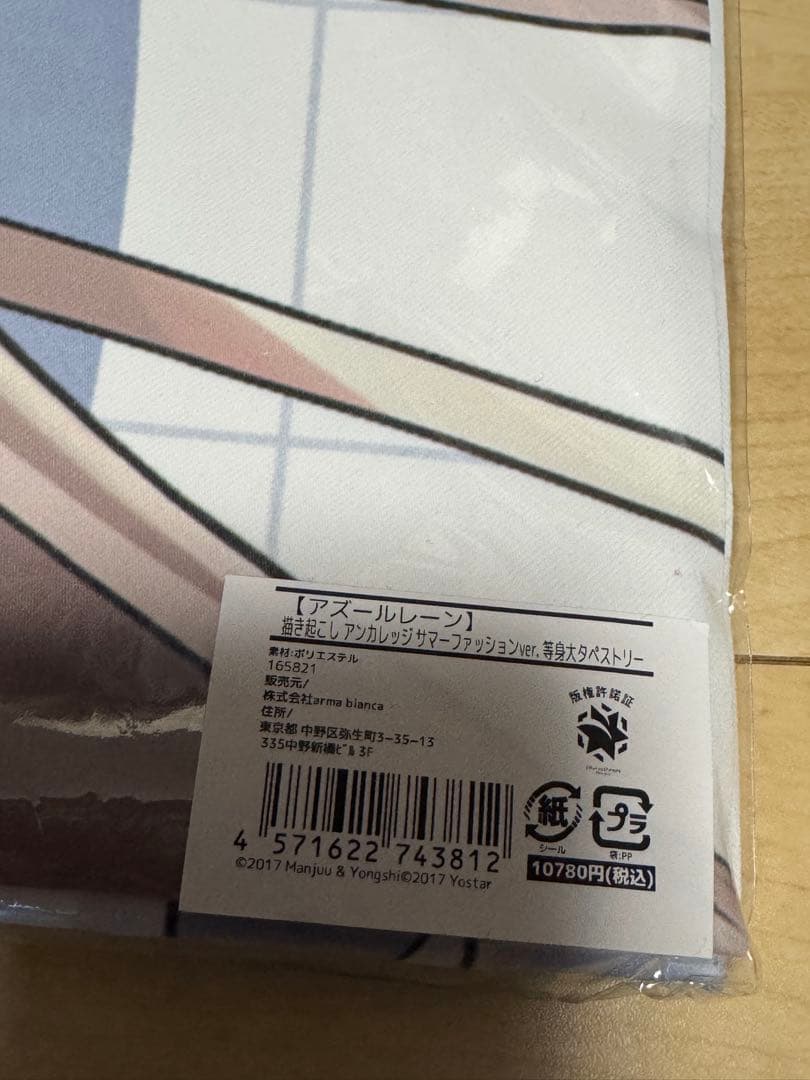 【アズールレーン】
描き起こし アンカレッジ サマーファッションver. 等身大タペストリー
素材:ポリエステル
165821
販売元/
株式会社arma bianca
住所/
東京都 中野区弥生町3-35-13
335中野新橋ﾋﾞﾙ 3F
版権許諾証
紙
シール
プラ
袋:PP
4 571622 743812
10780円(税込)
©2017 Manjuu & Yongshi©2017 Yostar